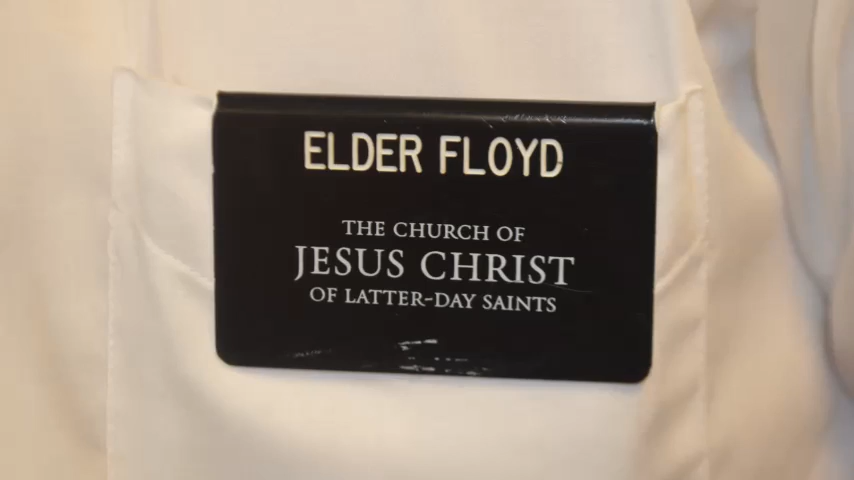 ELDER FLOYD
THE CHURCH OF
JESUS CHRIST
OF LATTER-DAY SAINTS